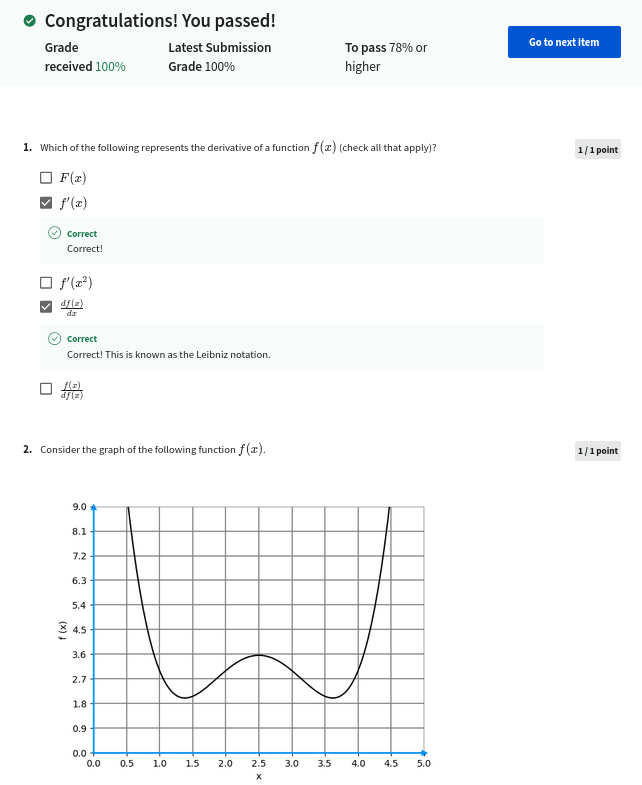 Congratulations! You passed!
Grade received 100%
Latest Submission Grade 100%
To pass 78% or higher
Go to next item
1. Which of the following represents the derivative of a function f(x) (check all that apply)?
1 / 1 point
F(x)
f′(x)
Correct
Correct!
f′(x²)
df(x)/dx
Correct
Correct! This is known as the Leibniz notation.
f(x)/df(x)
2. Consider the graph of the following function f(x).
1 / 1 point
9.0
8.1
7.2
6.3
5.4
4.5
3.6
2.7
1.8
0.9
0.0
f (x)
0.0 0.5 1.0 1.5 2.0 2.5 3.0 3.5 4.0 4.5 5.0
x